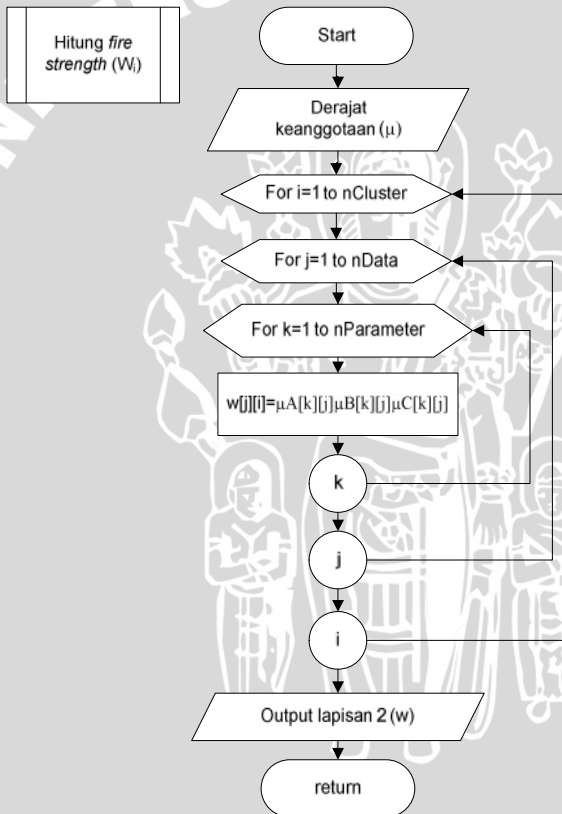 Hitung fire
strength (Wi)
Start
Derajat
keanggotaan (μ)
For i=1 to nCluster
For j=1 to nData
For k=1 to nParameter
w[j][i]=μA[k][j]μB[k][j]μC[k][j]
k
j
i
Output lapisan 2 (w)
return